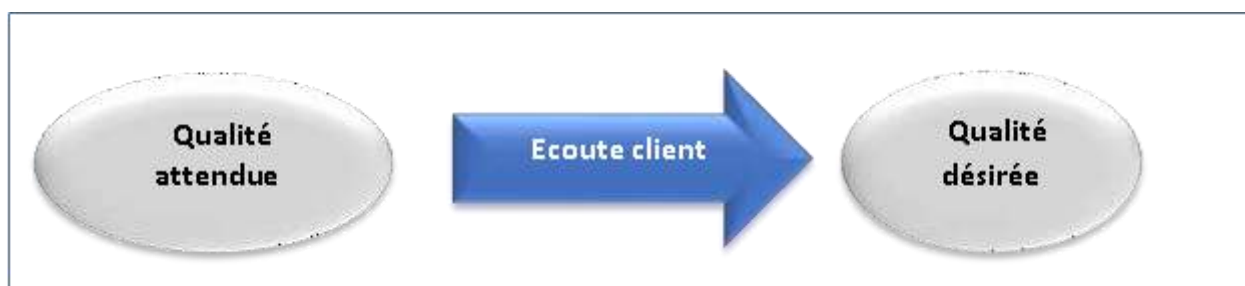 Qualité
attendue
Ecoute client
Qualité
désirée